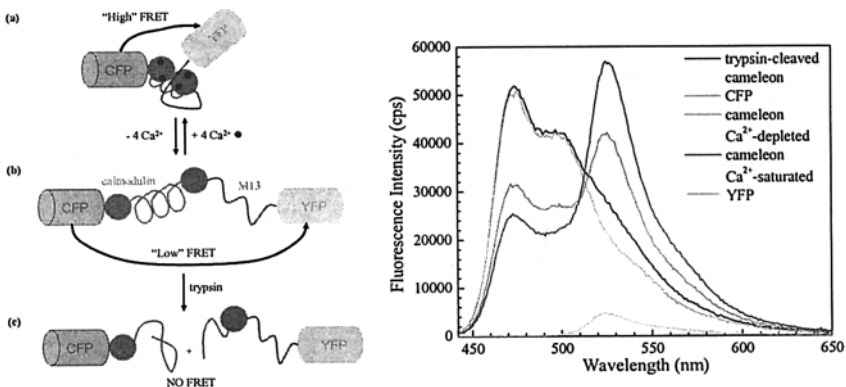 (a)
"High" FRET
YFP
CFP
- 4 Ca²⁺
+ 4 Ca²⁺
(b)
calmodulin
M13
CFP
YFP
"Low" FRET
trypsin
(c)
CFP
+
YFP
NO FRET
60000
50000
40000
30000
20000
10000
0
Fluorescence Intensity (cps)
450
500
550
600
650
Wavelength (nm)
trypsin-cleaved
cameleon
CFP
cameleon
Ca²⁺-depleted
cameleon
Ca²⁺-saturated
YFP